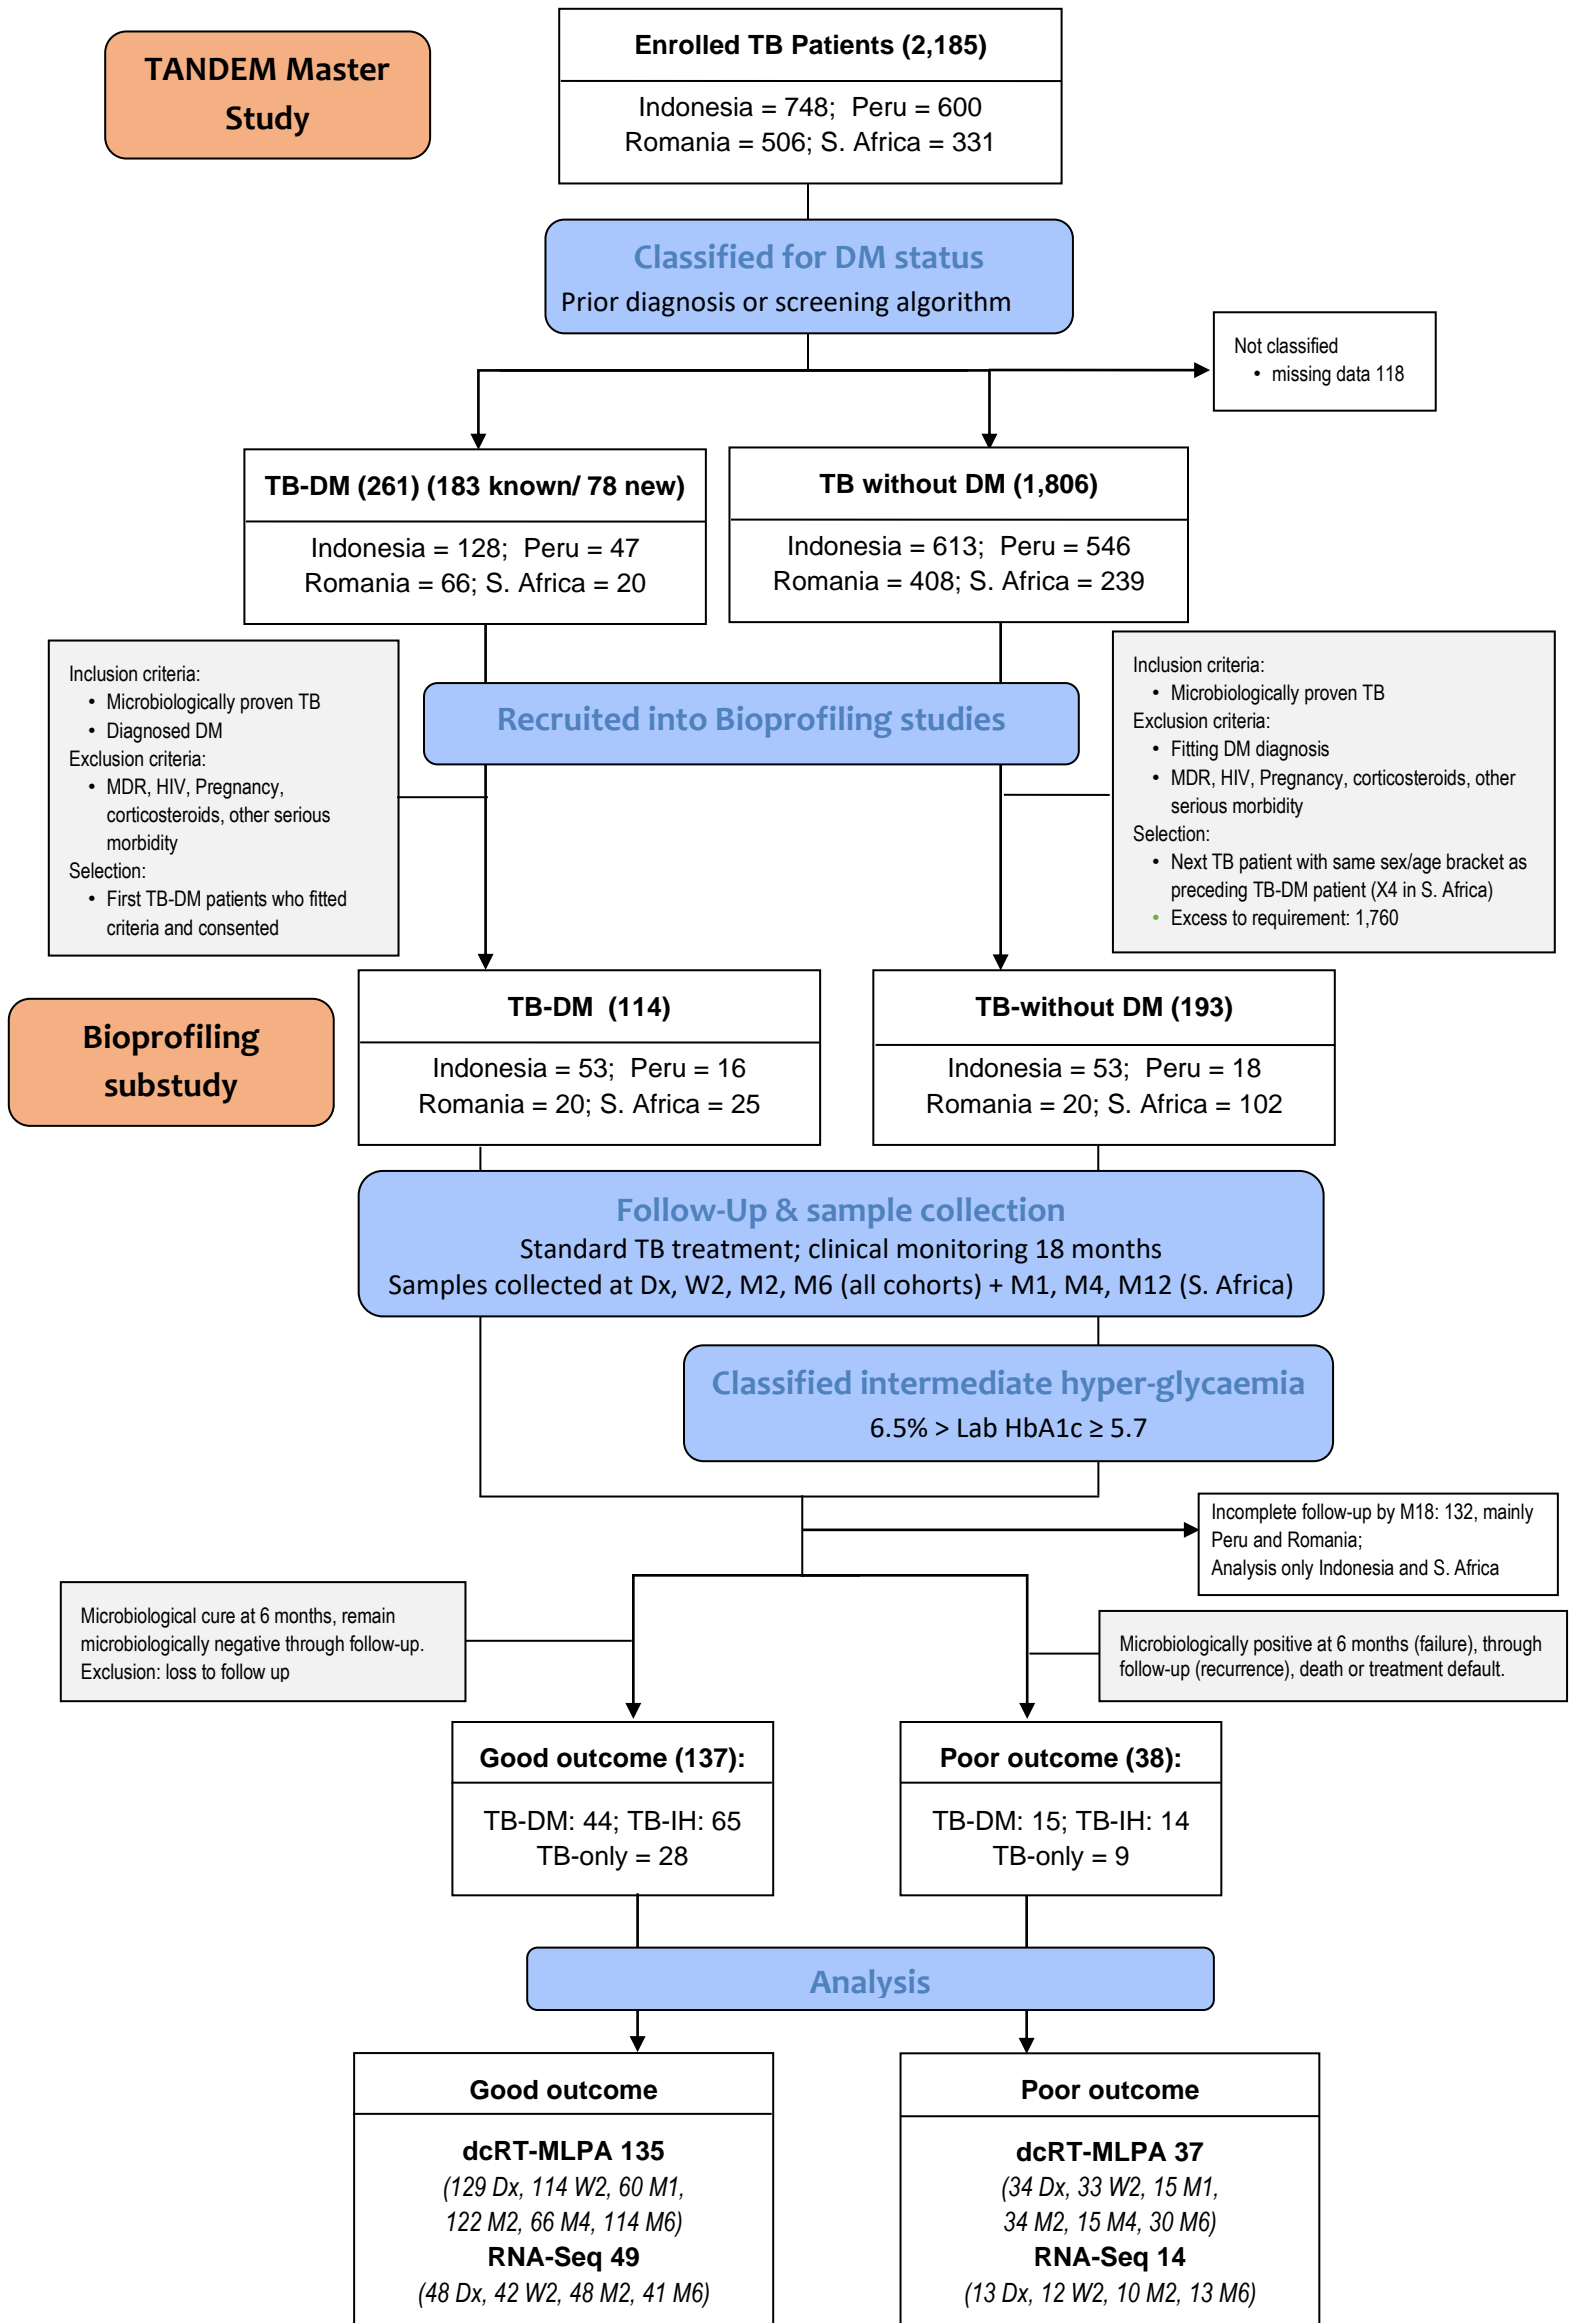 TANDEM Master
Study
Enrolled TB Patients (2,185)
Indonesia = 748; Peru = 600
Romania = 506; S. Africa = 331
Classified for DM status
Prior diagnosis or screening algorithm
Not classified
• missing data 118
TB-DM (261) (183 known/ 78 new)
Indonesia = 128; Peru = 47
Romania = 66; S. Africa = 20
TB without DM (1,806)
Indonesia = 613; Peru = 546
Romania = 408; S. Africa = 239
Inclusion criteria:
• Microbiologically proven TB
• Diagnosed DM
Exclusion criteria:
• MDR, HIV, Pregnancy,
corticosteroids, other serious
morbidity
Selection:
• First TB-DM patients who fitted
criteria and consented
Recruited into Bioprofiling studies
Inclusion criteria:
• Microbiologically proven TB
Exclusion criteria:
• Fitting DM diagnosis
• MDR, HIV, Pregnancy, corticosteroids, other
serious morbidity
Selection:
• Next TB patient with same sex/age bracket as
preceding TB-DM patient (X4 in S. Africa)
• Excess to requirement: 1,760
Bioprofiling
substudy
TB-DM (114)
Indonesia = 53; Peru = 16
Romania = 20; S. Africa = 25
TB-without DM (193)
Indonesia = 53; Peru = 18
Romania = 20; S. Africa = 102
Follow-Up & sample collection
Standard TB treatment; clinical monitoring 18 months
Samples collected at Dx, W2, M2, M6 (all cohorts) + M1, M4, M12 (S. Africa)
Classified intermediate hyper-glycaemia
6.5% > Lab HbA1c ≥ 5.7
Incomplete follow-up by M18: 132, mainly
Peru and Romania;
Analysis only Indonesia and S. Africa
Microbiological cure at 6 months, remain
microbiologically negative through follow-up.
Exclusion: loss to follow up
Microbiologically positive at 6 months (failure), through
follow-up (recurrence), death or treatment default.
Good outcome (137):
TB-DM: 44; TB-IH: 65
TB-only = 28
Poor outcome (38):
TB-DM: 15; TB-IH: 14
TB-only = 9
Analysis
Good outcome
dcRT-MLPA 135
(129 Dx, 114 W2, 60 M1,
122 M2, 66 M4, 114 M6)
RNA-Seq 49
(48 Dx, 42 W2, 48 M2, 41 M6)
Poor outcome
dcRT-MLPA 37
(34 Dx, 33 W2, 15 M1,
34 M2, 15 M4, 30 M6)
RNA-Seq 14
(13 Dx, 12 W2, 10 M2, 13 M6)